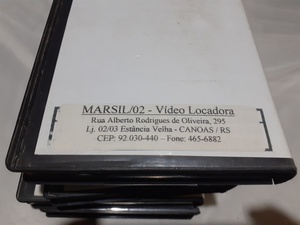 MARSIL/02 - Vídeo Locadora
Rua Alberto Rodrigues de Oliveira, 295
Lj. 02/03 Estância Velha - CANOAS / RS
CEP: 92.030-440 – Fone: 465-6882